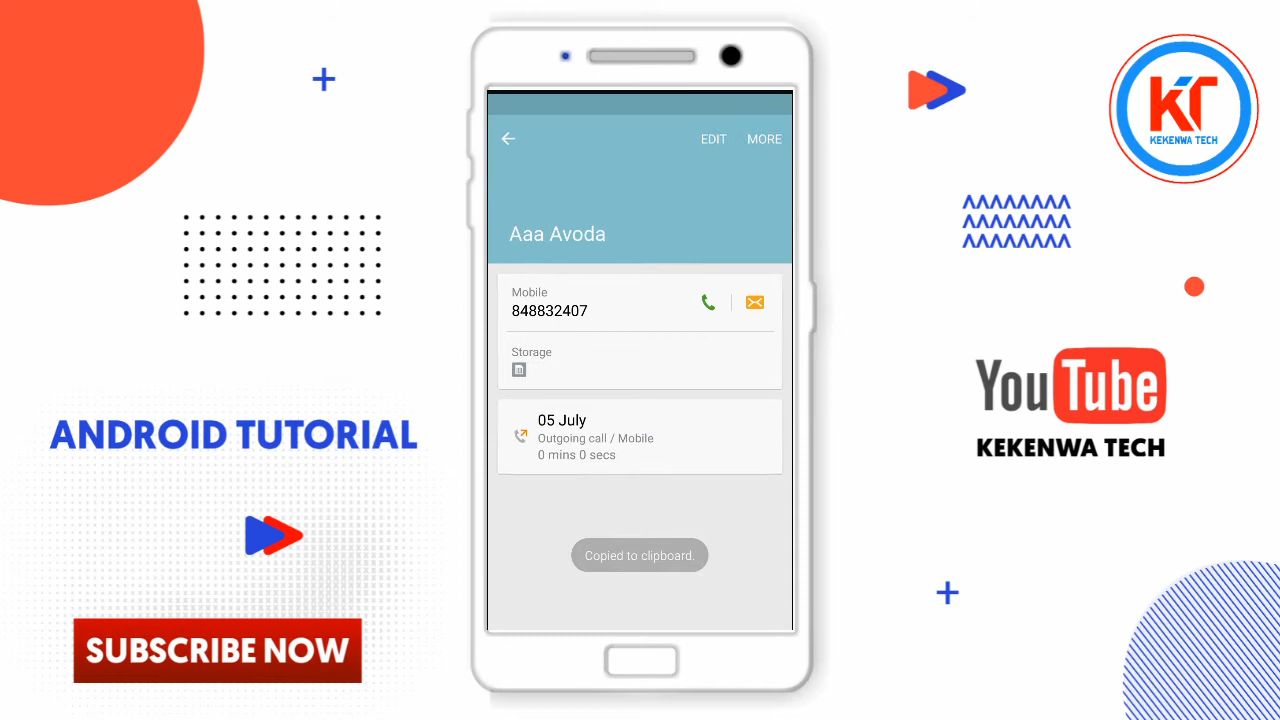 KT
KEKENWA TECH
EDIT MORE
Aaa Avoda
Mobile
848832407
Storage
05 July
Outgoing call / Mobile
0 mins 0 secs
Copied to clipboard.
ANDROID TUTORIAL
SUBSCRIBE NOW
YouTube
KEKENWA TECH